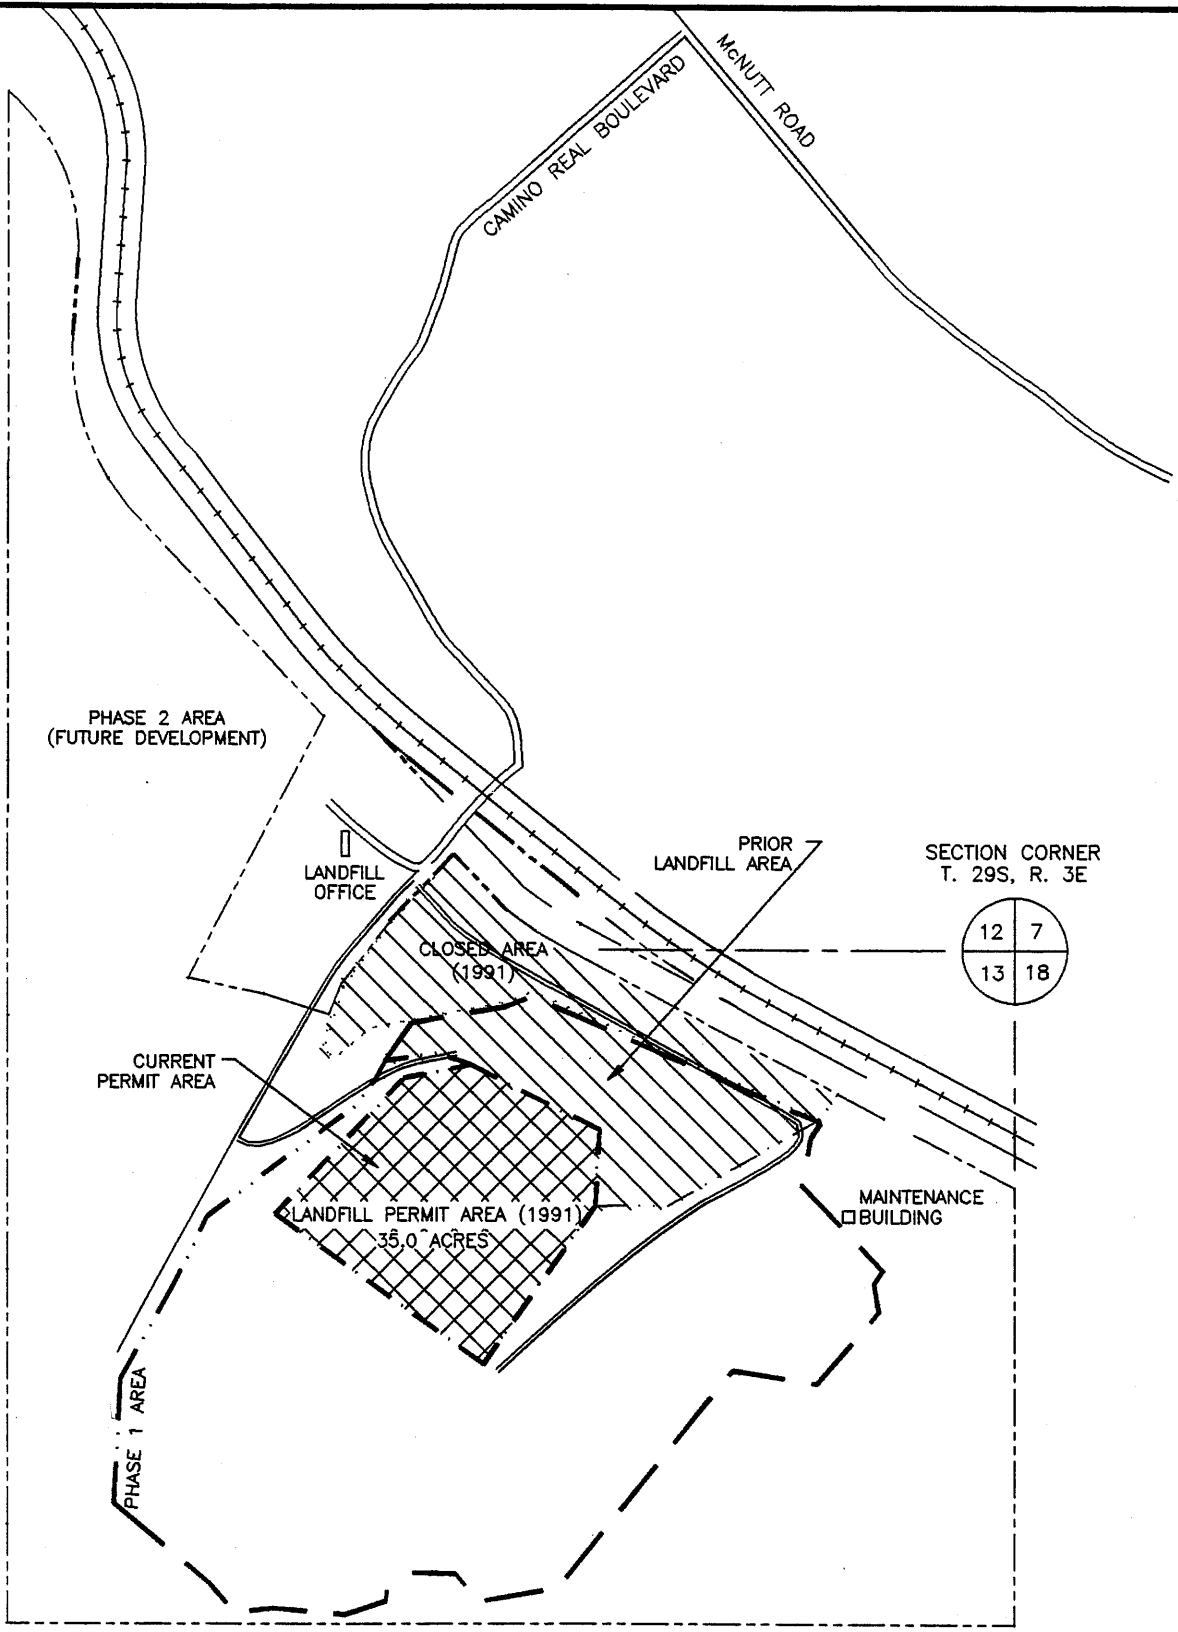 McNUTT ROAD
CAMINO REAL BOULEVARD
PHASE 2 AREA
(FUTURE DEVELOPMENT)
PRIOR
LANDFILL AREA
SECTION CORNER
T. 29S, R. 3E
12 7
13 18
LANDFILL
OFFICE
CLOSED AREA
(1991)
CURRENT
PERMIT AREA
MAINTENANCE
BUILDING
LANDFILL PERMIT AREA (1991)
35.0 ACRES
PHASE 1 AREA